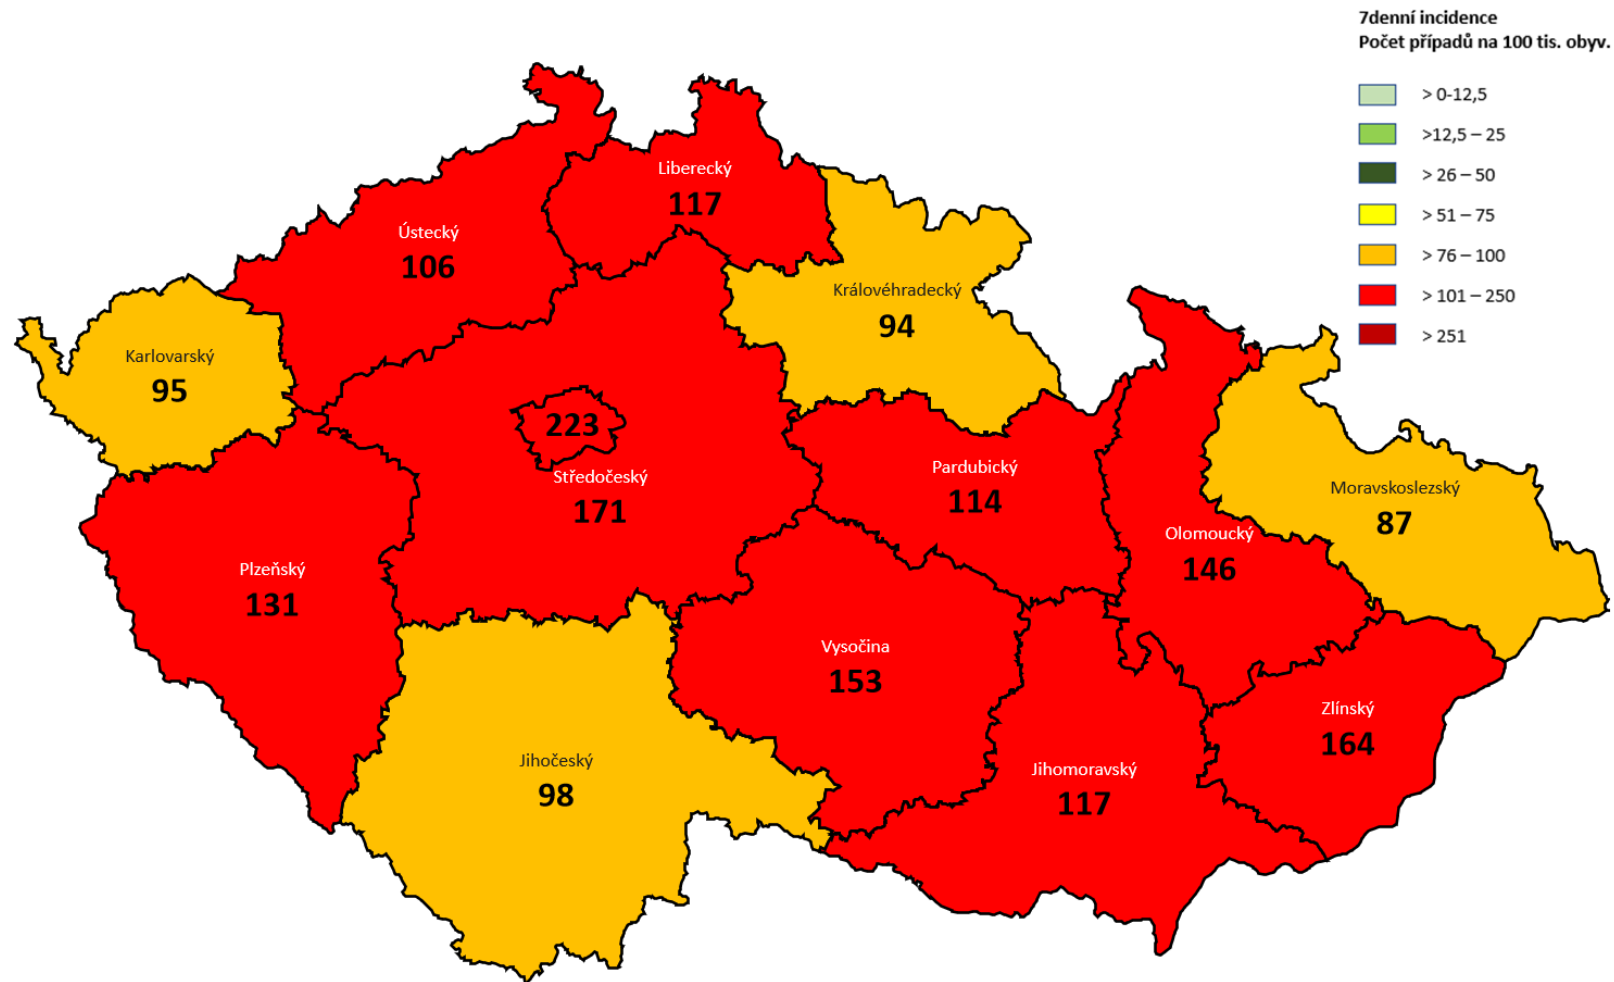 7denní incidence
Počet případů na 100 tis. obyv.
> 0-12,5
>12,5 – 25
> 26 – 50
> 51 – 75
> 76 – 100
> 101 – 250
> 251
Liberecký
117
Ústecký
106
Královéhradecký
94
Karlovarský
95
223
Středočeský
171
Pardubický
114
Moravskoslezský
87
Olomoucký
146
Plzeňský
131
Vysočina
153
Zlínský
164
Jihočeský
98
Jihomoravský
117